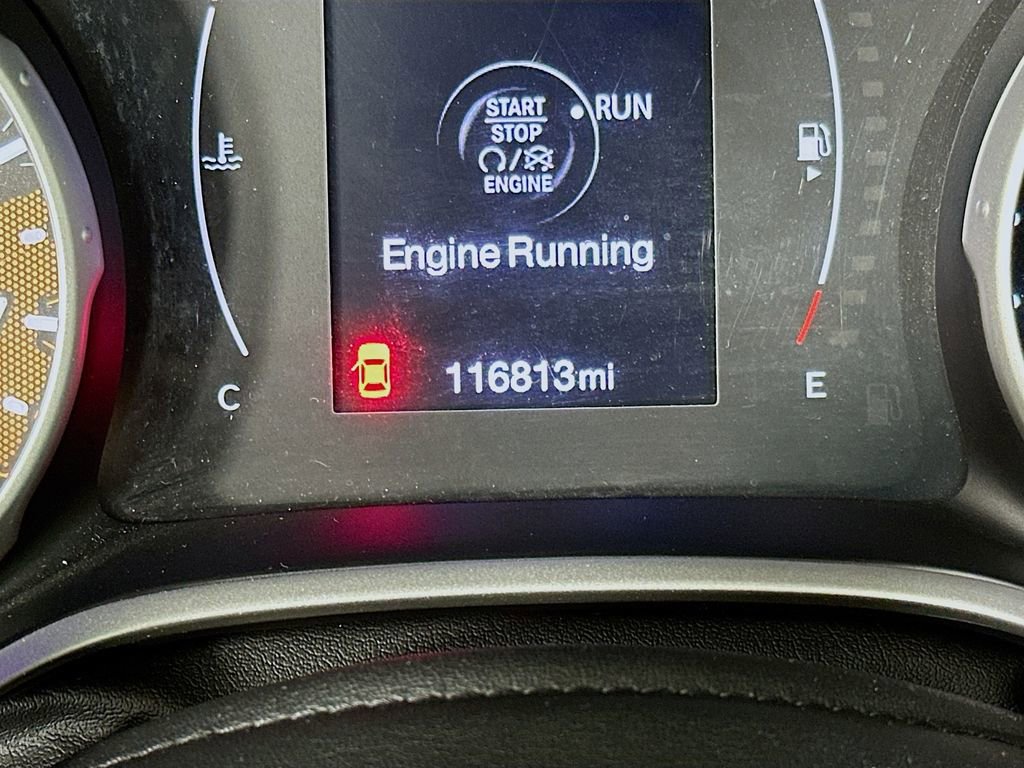 START
RUN
STOP
ENGINE
Engine Running
116813mi
C
E